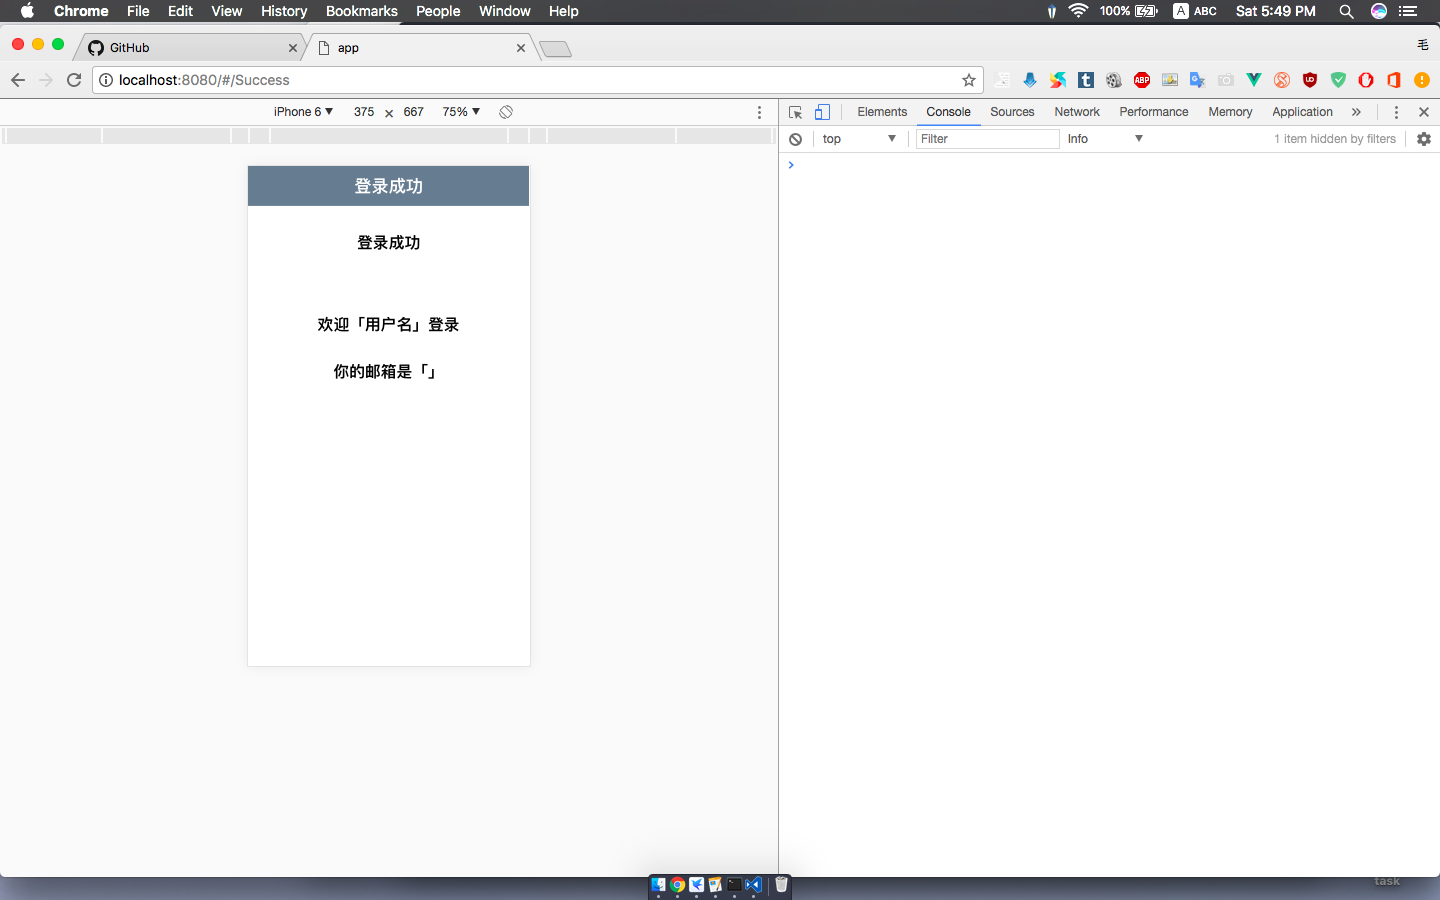 Chrome File Edit View History Bookmarks People Window Help 100% A ABC Sat 5:49 PM
GitHub app 毛
localhost:8080/#/Success
iPhone 6 375 × 667 75%
Elements Console Sources Network Performance Memory Application
top Filter Info 1 item hidden by filters
登录成功
登录成功
欢迎「用户名」登录
你的邮箱是「」
task